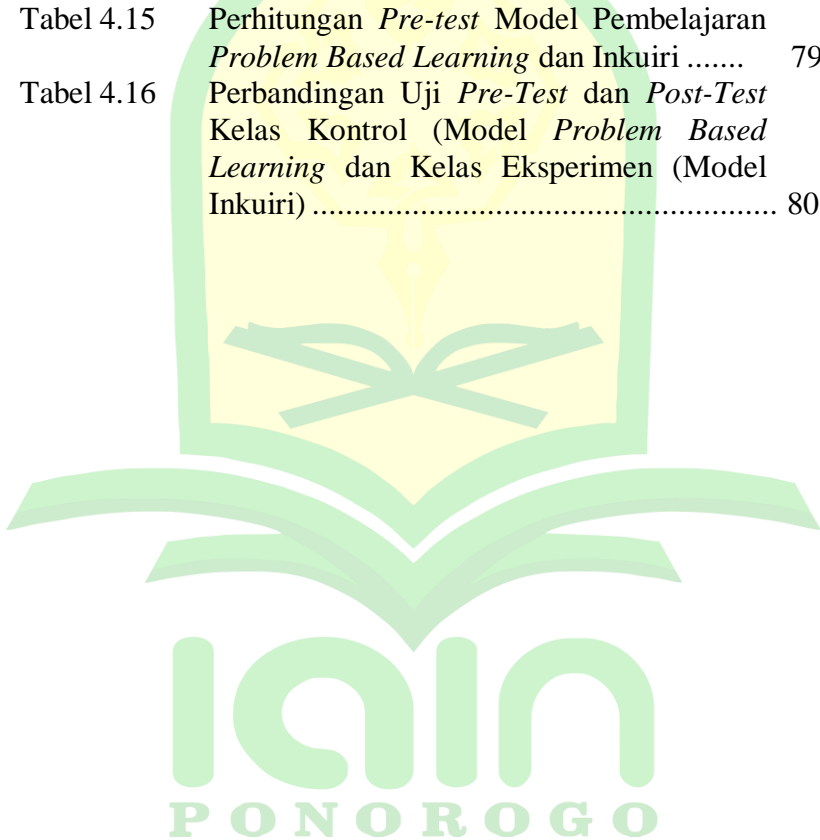 Tabel 4.15 Perhitungan Pre-test Model Pembelajaran
Problem Based Learning dan Inkuiri ....... 79
Tabel 4.16 Perbandingan Uji Pre-Test dan Post-Test
Kelas Kontrol (Model Problem Based
Learning dan Kelas Eksperimen (Model
Inkuiri) ........................................................ 80
iain
PONOROGO